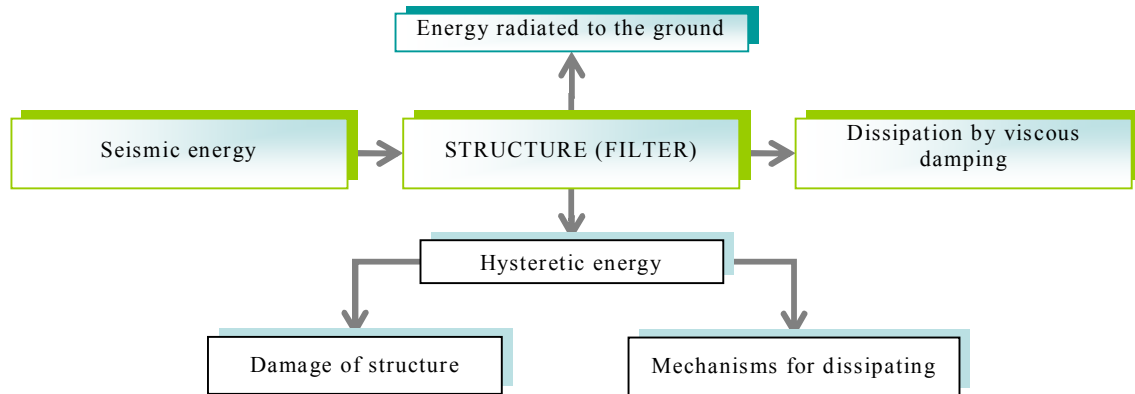 Energy radiated to the ground
Seismic energy
STRUCTURE (FILTER)
Dissipation by viscous
damping
Hysteretic energy
Damage of structure
Mechanisms for dissipating